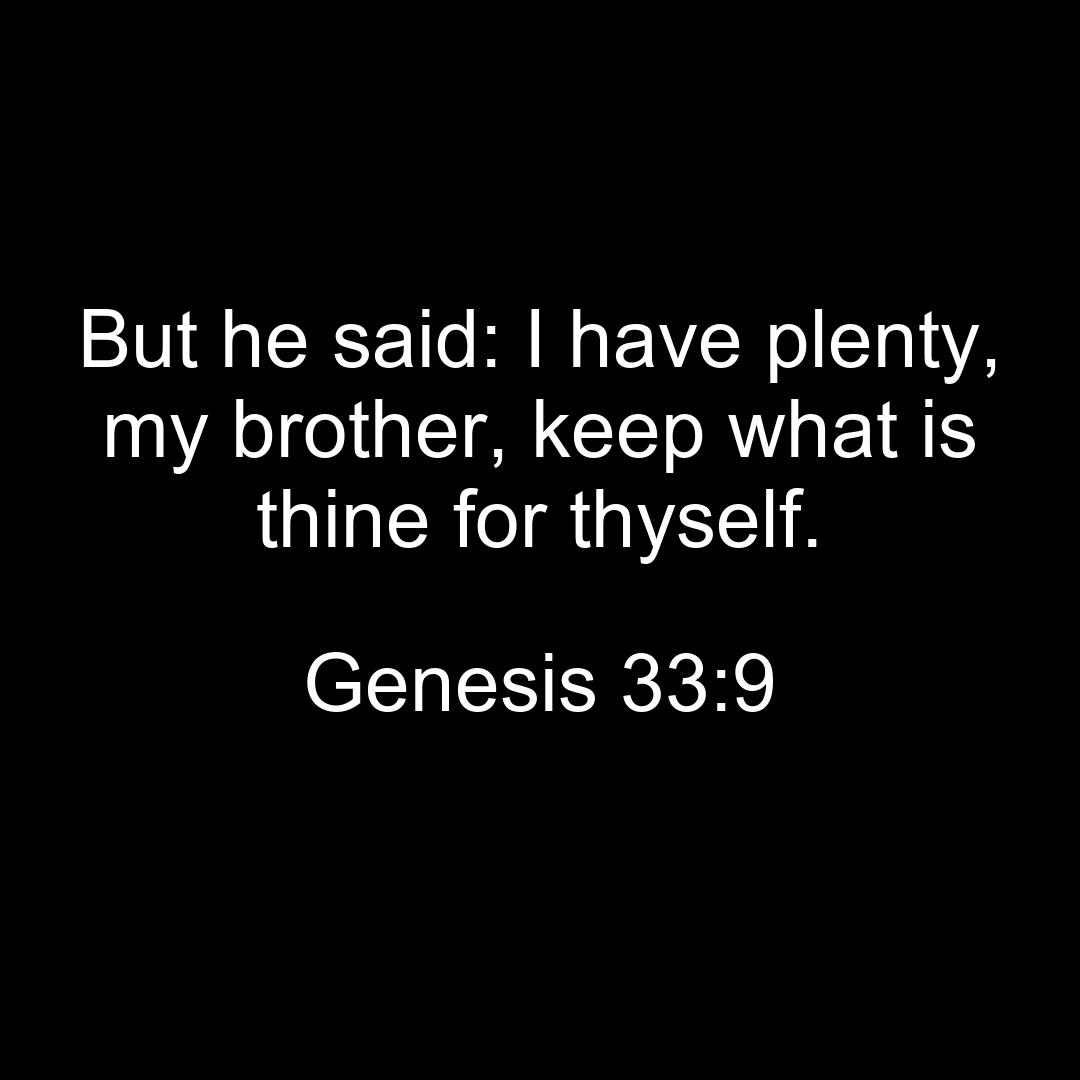 But he said: I have plenty,
my brother, keep what is
thine for thyself.
Genesis 33:9